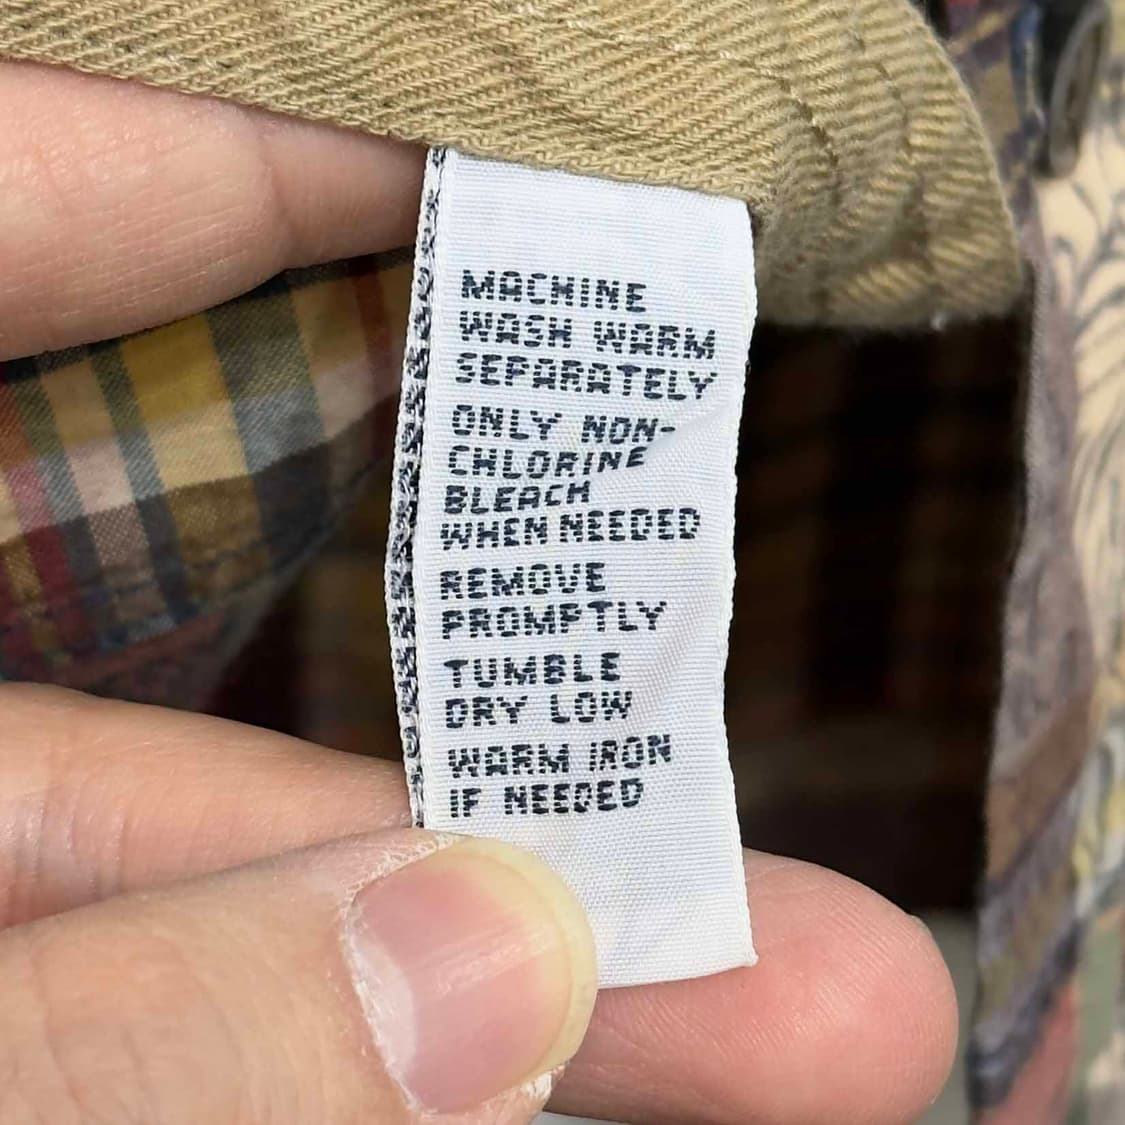 MACHINE
WASH WARM
SEPARATELY
ONLY NON-
CHLORINE
BLEACH
WHEN NEEDED
REMOVE
PROMPTLY
TUMBLE
DRY LOW
WARM IRON
IF NEEDED